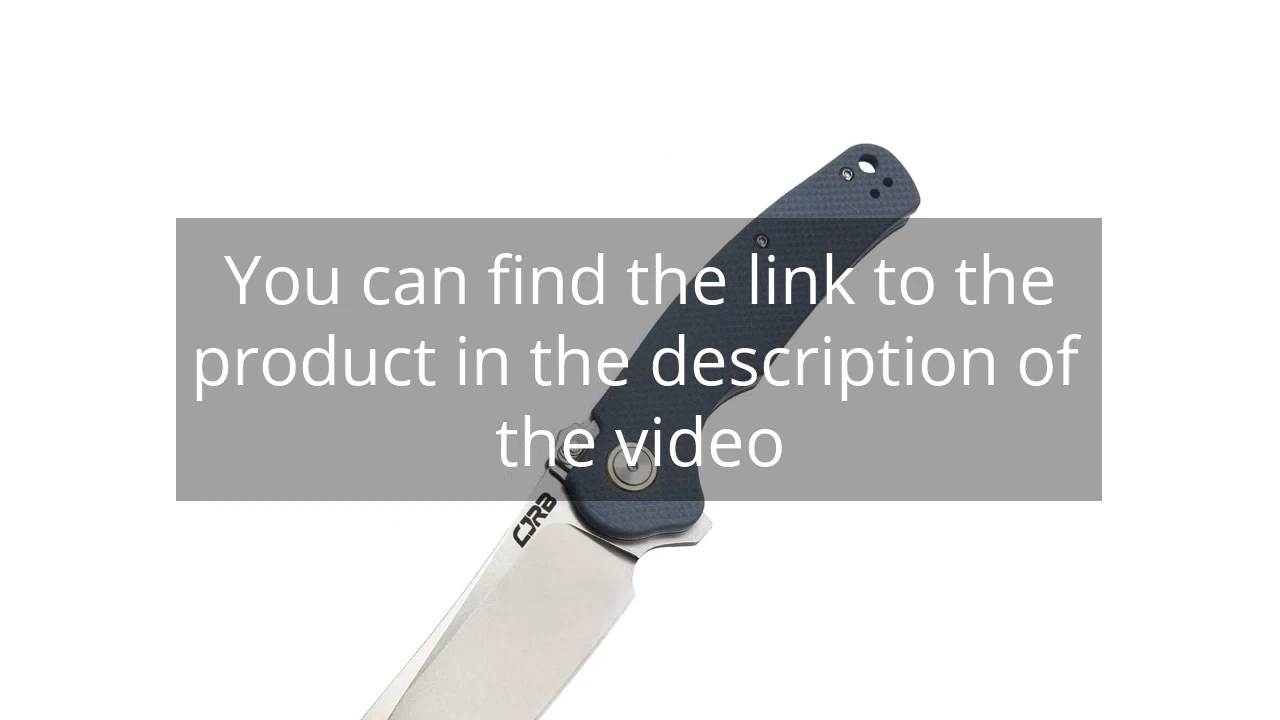 You can find the link to the
product in the description of
the video
CJRB